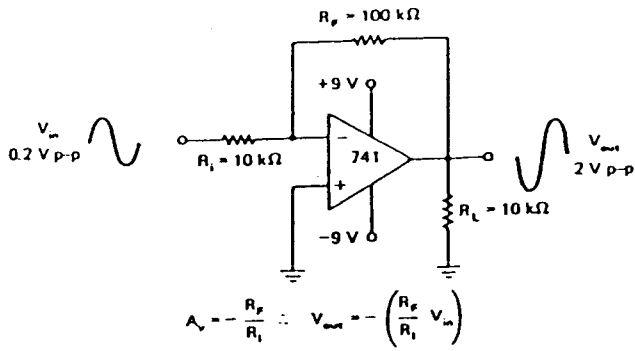 R_F = 100 kΩ
+9 V
V_in
0.2 V p-p
R_i = 10 kΩ
−
741
+
V_out
2 V p-p
R_L = 10 kΩ
−9 V
A_v = − R_F/R_i ∴ V_out = − (R_F/R_i V_in)